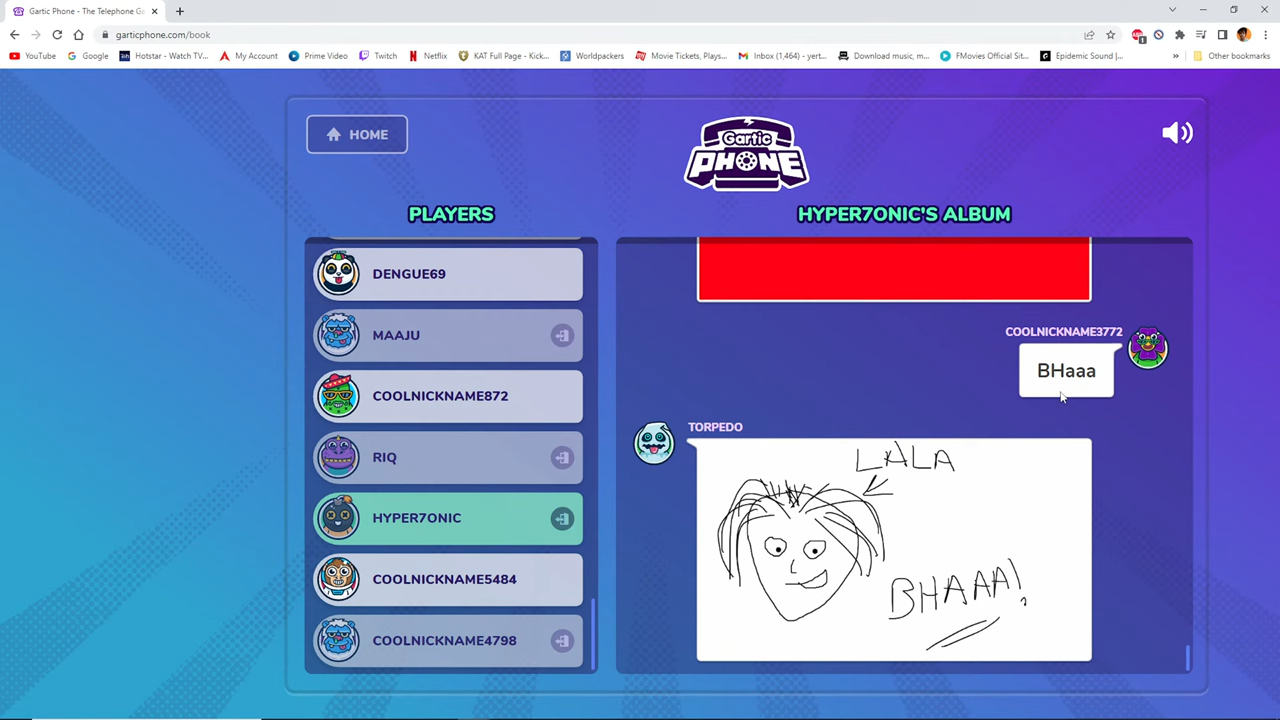 Gartic Phone - The Telephone Ga
garticphone.com/book
YouTube
Google
Hotstar - Watch TV...
My Account
Prime Video
Twitch
Netflix
KAT Full Page - Kick...
Worldpackers
Movie Tickets, Plays...
Inbox (1,464) - yert...
Download music, m...
FMovies Official Sit...
Epidemic Sound |...
»
Other bookmarks
HOME
Gartic
PHONE
PLAYERS
HYPER7ONIC'S ALBUM
DENGUE69
MAAJU
COOLNICKNAME872
RIQ
HYPER7ONIC
COOLNICKNAME5484
COOLNICKNAME4798
COOLNICKNAME3772
BHaaa
TORPEDO
LALA
BHAAA!